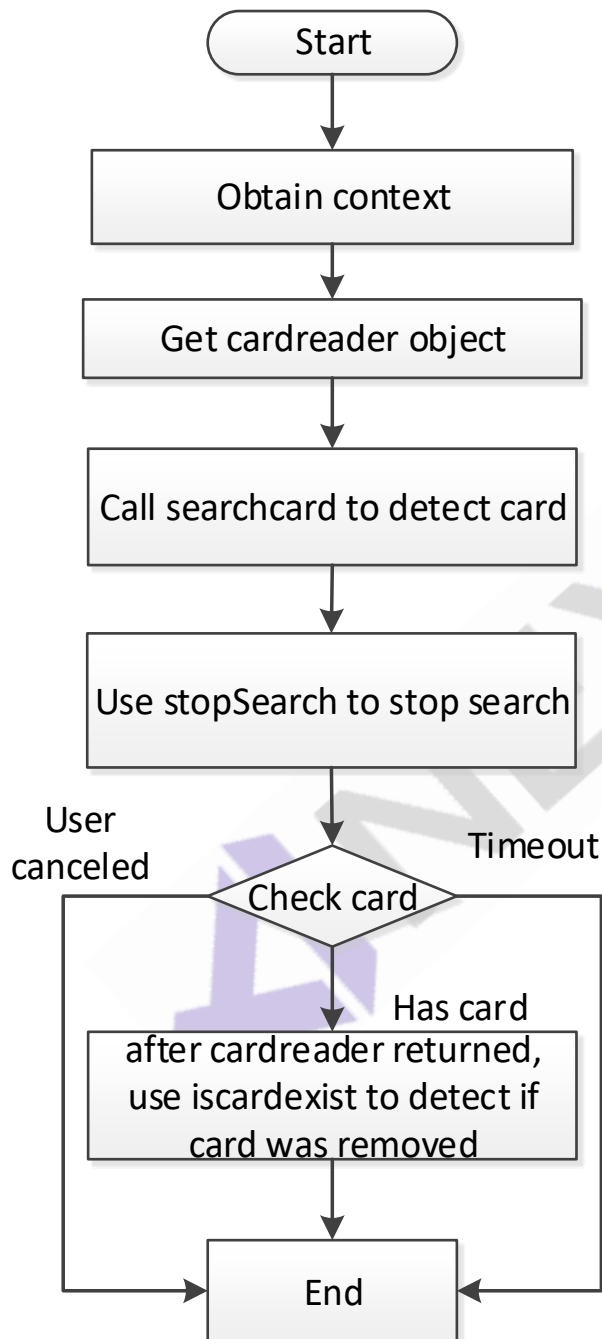 Start
Obtain context
Get cardreader object
Call searchcard to detect card
Use stopSearch to stop search
User
canceled
Timeout
Check card
Has card
after cardreader returned,
use iscardexist to detect if
card was removed
End